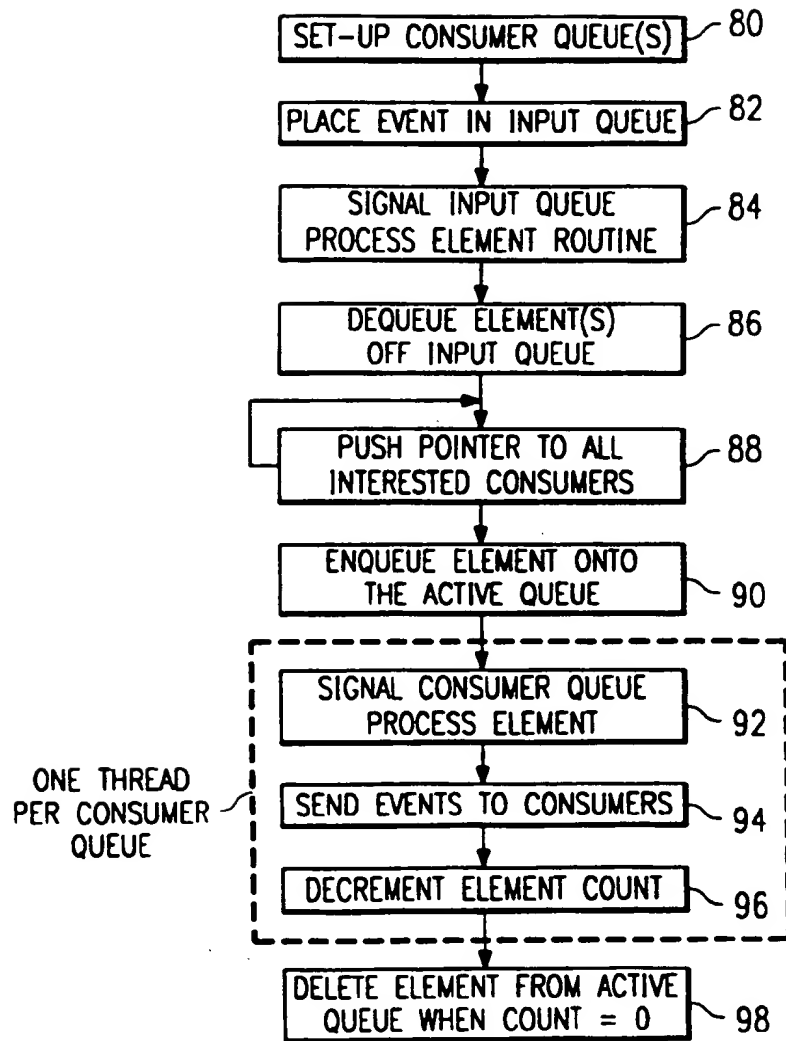 SET-UP CONSUMER QUEUE(S) 80
PLACE EVENT IN INPUT QUEUE 82
SIGNAL INPUT QUEUE
PROCESS ELEMENT ROUTINE 84
DEQUEUE ELEMENT(S)
OFF INPUT QUEUE 86
PUSH POINTER TO ALL
INTERESTED CONSUMERS 88
ENQUEUE ELEMENT ONTO
THE ACTIVE QUEUE 90
SIGNAL CONSUMER QUEUE
PROCESS ELEMENT 92
ONE THREAD
PER CONSUMER
QUEUE
SEND EVENTS TO CONSUMERS 94
DECREMENT ELEMENT COUNT 96
DELETE ELEMENT FROM ACTIVE
QUEUE WHEN COUNT = 0 98